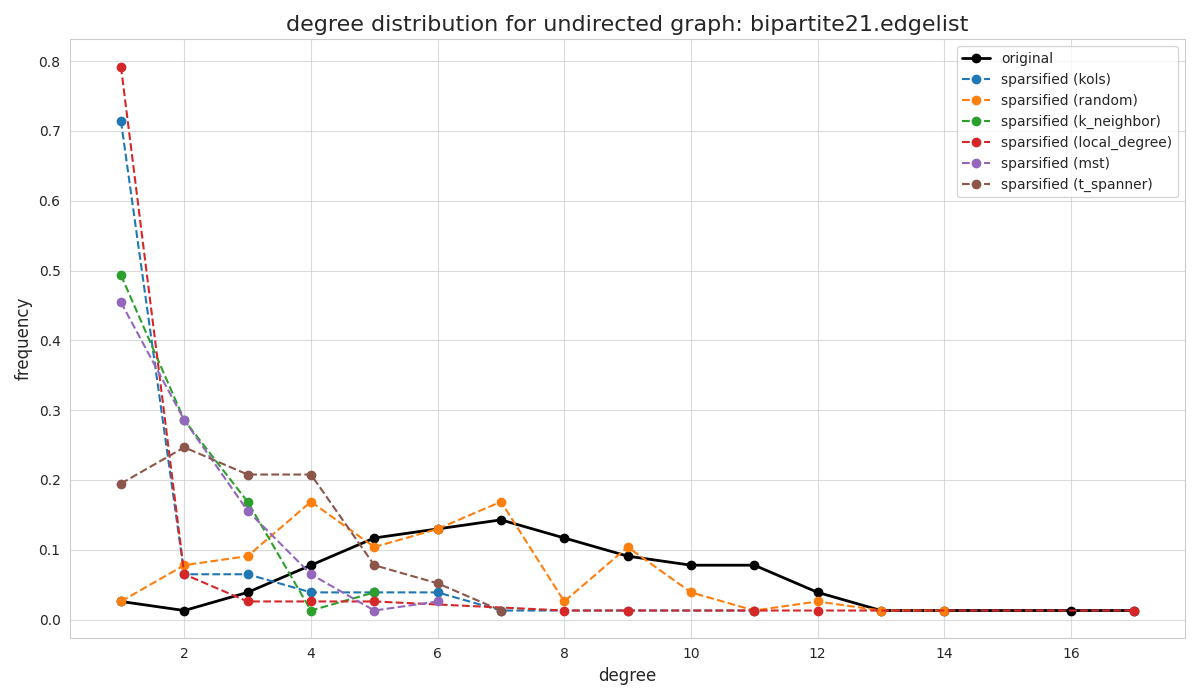 degree distribution for undirected graph: bipartite21.edgelist
original
sparsified (kols)
sparsified (random)
sparsified (k_neighbor)
sparsified (local_degree)
sparsified (mst)
sparsified (t_spanner)
frequency
0.8
0.7
0.6
0.5
0.4
0.3
0.2
0.1
0.0
2 4 6 8 10 12 14 16
degree